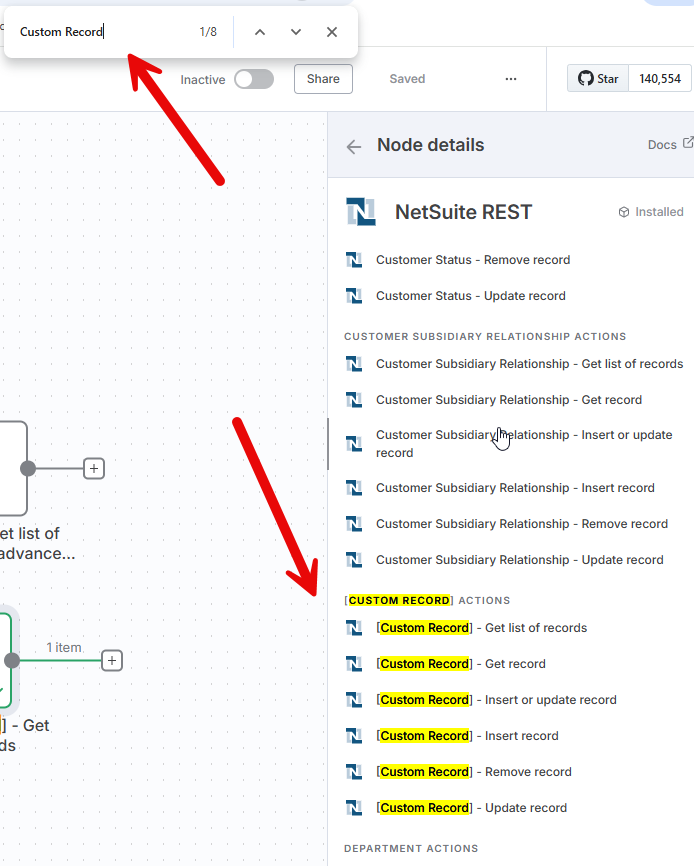 Custom Record 1/8
Inactive Share Saved ... Star 140,554
Node details Docs
NetSuite REST Installed
Customer Status - Remove record
Customer Status - Update record
CUSTOMER SUBSIDIARY RELATIONSHIP ACTIONS
Customer Subsidiary Relationship - Get list of records
Customer Subsidiary Relationship - Get record
Customer Subsidiary Relationship - Insert or update
record
Customer Subsidiary Relationship - Insert record
Customer Subsidiary Relationship - Remove record
Customer Subsidiary Relationship - Update record
[CUSTOM RECORD] ACTIONS
[Custom Record] - Get list of records
[Custom Record] - Get record
[Custom Record] - Insert or update record
[Custom Record] - Insert record
[Custom Record] - Remove record
[Custom Record] - Update record
DEPARTMENT ACTIONS
et list of
advance...
1 item
] - Get
ds